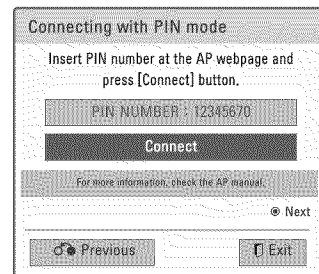 Connecting with PIN mode
Insert PIN number at the AP webpage and
press [Connect] button.
PIN NUMBER : 12345670
Connect
For more information, check the AP manual.
Next
Previous
Exit